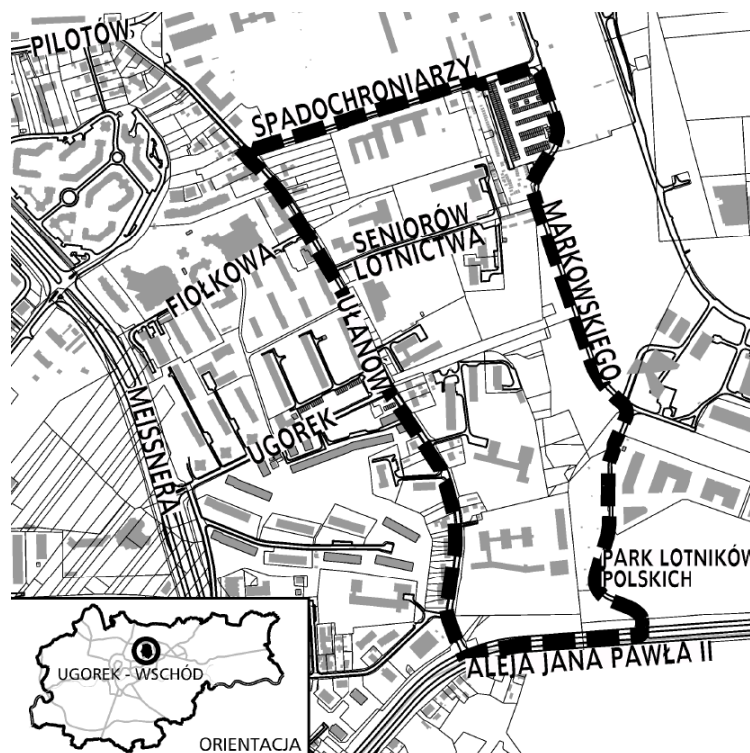 PILOTÓW
SPADOCHRONIARZY
SENIORÓW
LOTNICTWA
FIOŁKOWA
MARKOWSKIEGO
UŁANÓW
MEISSNERA
UGOREK
PARK LOTNIKÓW
POLSKICH
ALEJA JANA PAWŁA II
UGOREK - WSCHÓD
ORIENTACJA